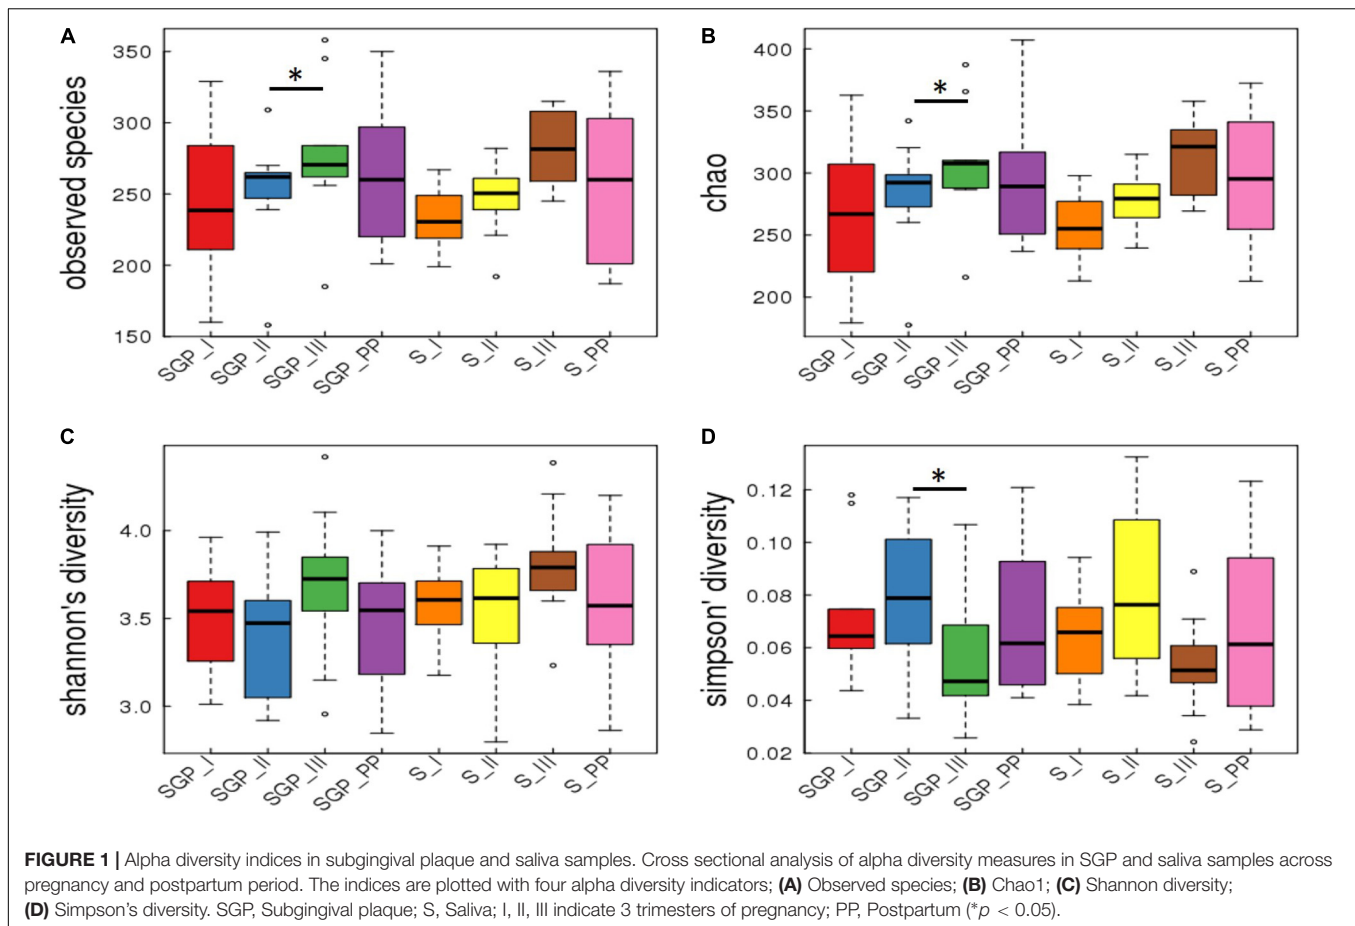 A
observed species
350
300
250
200
150
*
SGP_I
SGP_II
SGP_III
SGP_PP
S_I
S_II
S_III
S_PP
B
chao
400
350
300
250
200
*
SGP_I
SGP_II
SGP_III
SGP_PP
S_I
S_II
S_III
S_PP
C
shannon's diversity
4.0
3.5
3.0
SGP_I
SGP_II
SGP_III
SGP_PP
S_I
S_II
S_III
S_PP
D
simpson' diversity
0.12
0.10
0.08
0.06
0.04
0.02
*
SGP_I
SGP_II
SGP_III
SGP_PP
S_I
S_II
S_III
S_PP
FIGURE 1 | Alpha diversity indices in subgingival plaque and saliva samples. Cross sectional analysis of alpha diversity measures in SGP and saliva samples across
pregnancy and postpartum period. The indices are plotted with four alpha diversity indicators; (A) Observed species; (B) Chao1; (C) Shannon diversity;
(D) Simpson's diversity. SGP, Subgingival plaque; S, Saliva; I, II, III indicate 3 trimesters of pregnancy; PP, Postpartum (*p < 0.05).